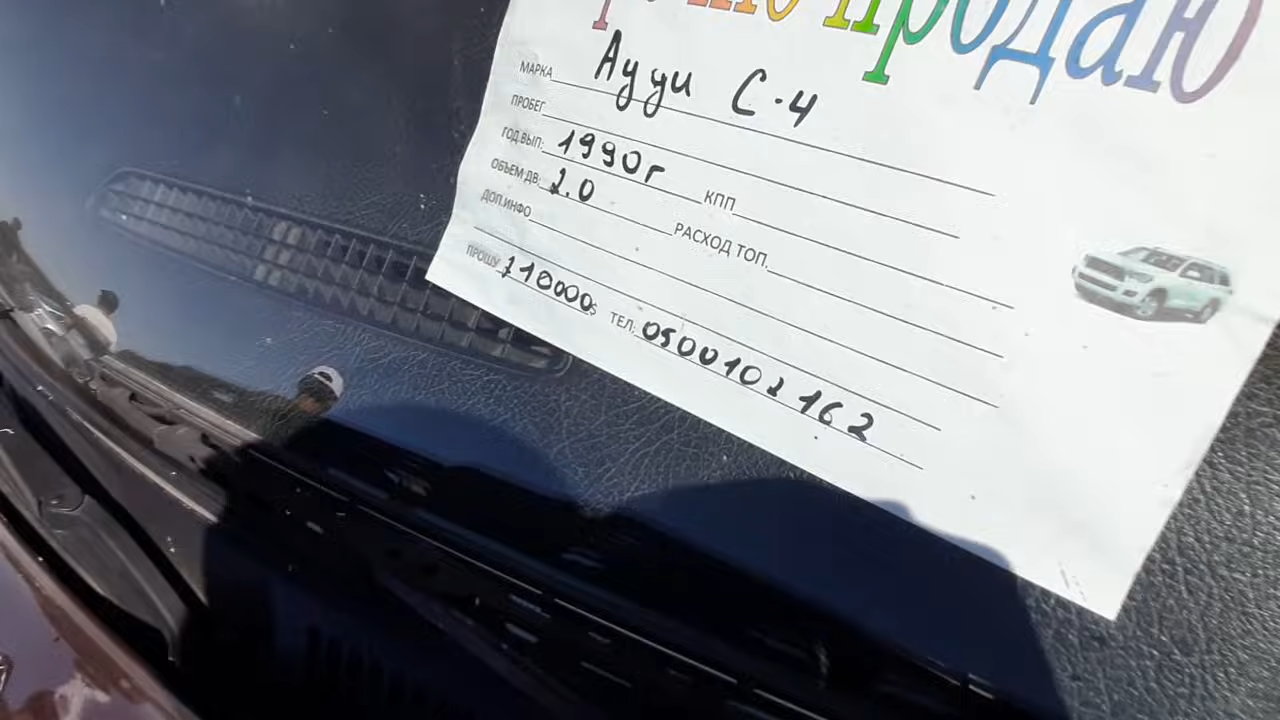 продаю
МАРКА Ауди С-4
ПРОБЕГ
ГОД.ВЫП: 1990г КПП
ОБЪЕМ ДВ: 2.0 РАСХОД ТОП.
ДОП.ИНФО
ПРОШУ: 110000$ ТЕЛ: 0500102162